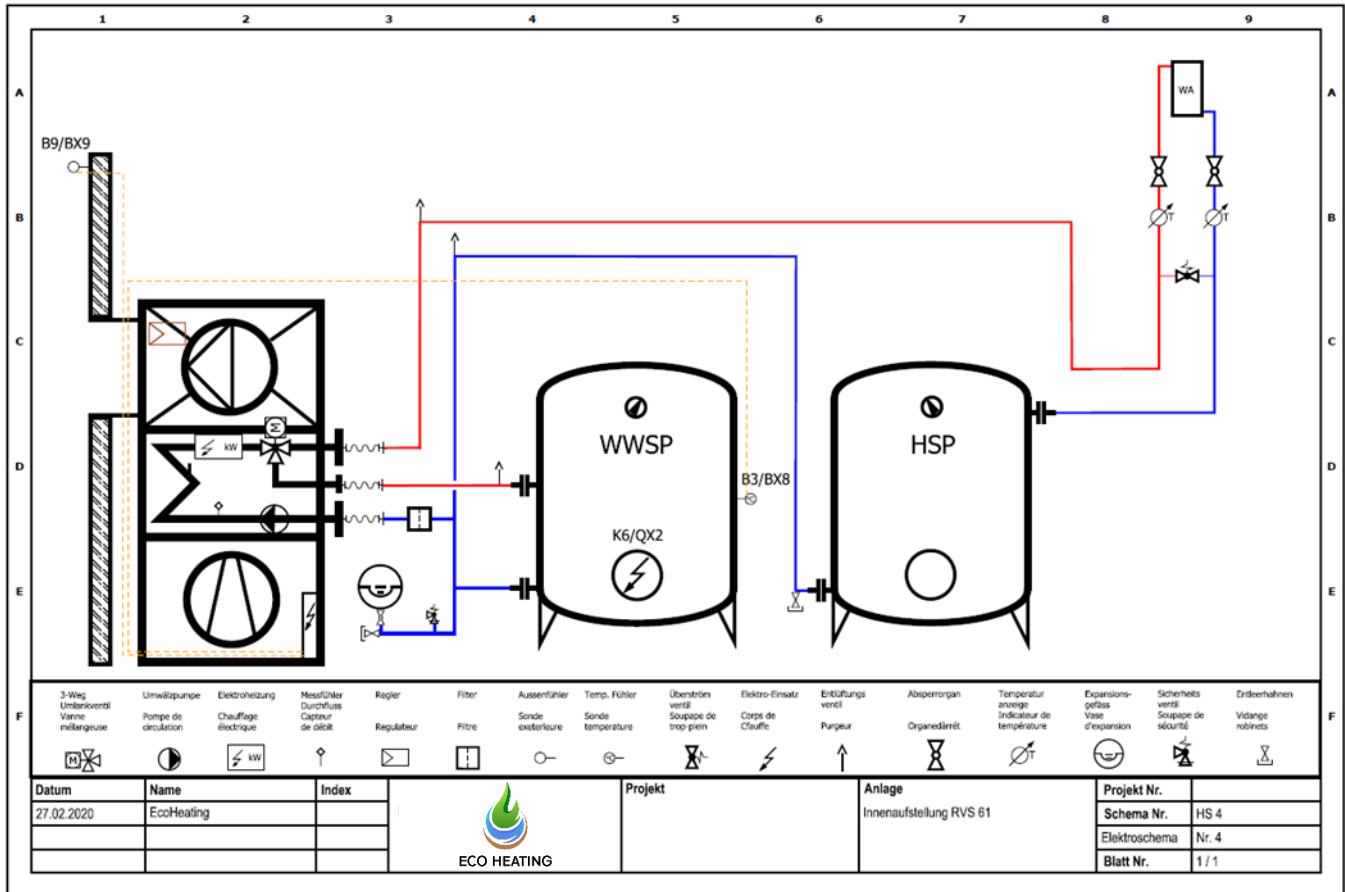 1 2 3 4 5 6 7 8 9
A A
WA
B9/BX9
B T T B
C C
M
kW
WWSP HSP
D B3/BX8 D
K6/QX2
E E
3-Weg Umwälzpumpe Elektroheizung Messfühler Regler Filter Aussenfühler Temp. Fühler Überström Elektro-Einsatz Entlüftungs Absperrorgan Temperatur Expansions- Sicherheits Entleerhahnen
Umlankventil Durchfluss ventil ventil anzeige gefäss ventil
Vanne Pompe de Chauffage Capteur Sonde Sonde Soupape de Corps de Indicateur de Vase Soupape de Vidange
mélangeuse circulation électrique de débit Regulateur Filtre exeterieure temperature trop-plein Cfauffe Purgeur Organedàrrèt température d'expansion sécurité robinets
F F
M kW T
Datum Name Index Projekt Anlage Projekt Nr.
27.02.2020 EcoHeating Innenaufstellung RVS 61 Schema Nr. HS 4
Elektroschema Nr. 4
ECO HEATING Blatt Nr. 1 / 1